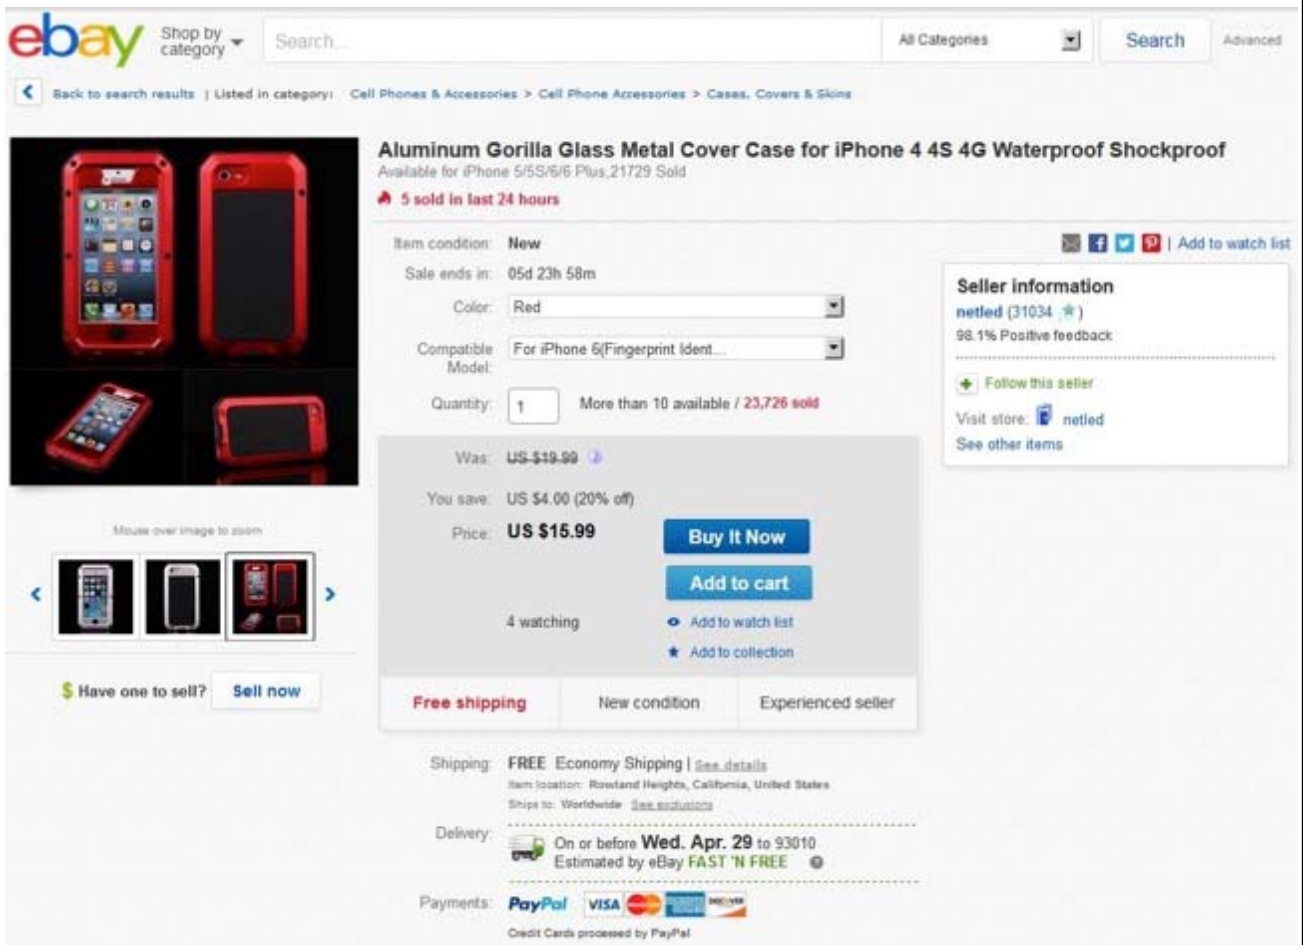 ebay
Shop by
category
Search...
All Categories
Search
Advanced
Back to search results | Listed in category: Cell Phones & Accessories > Cell Phone Accessories > Cases, Covers & Skins
Aluminum Gorilla Glass Metal Cover Case for iPhone 4 4S 4G Waterproof Shockproof
Available for iPhone 5/5S/6/6 Plus,21729 Sold
5 sold in last 24 hours
Item condition: New
Add to watch list
Sale ends in: 05d 23h 58m
Color: Red
Compatible
Model:
For iPhone 6(Fingerprint Ident...
Quantity: 1 More than 10 available / 23,726 sold
Seller information
netled (31034 )
98.1% Positive feedback
Follow this seller
Visit store: netled
See other items
Was: US $19.99
You save: US $4.00 (20% off)
Price: US $15.99
Buy It Now
Add to cart
4 watching
Add to watch list
Add to collection
Mouse over image to zoom
$ Have one to sell? Sell now
Free shipping
New condition
Experienced seller
Shipping: FREE Economy Shipping | See details
Item location: Rowland Heights, California, United States
Ships to: Worldwide See exclusions
Delivery: On or before Wed. Apr. 29 to 93010
Estimated by eBay FAST 'N FREE
Payments: PayPal VISA MasterCard DISCOVER
Credit Cards processed by PayPal